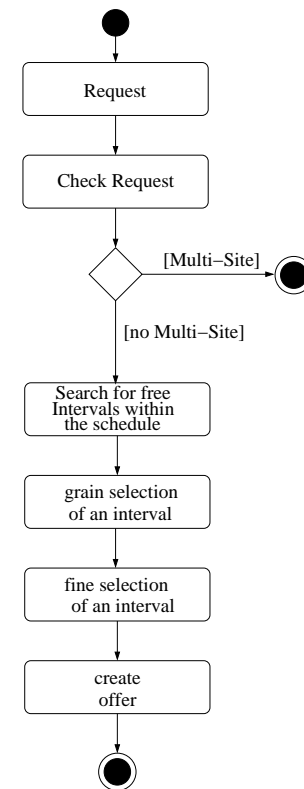 Request
Check Request
[Multi−Site]
[no Multi−Site]
Search for free
Intervals within
the schedule
grain selection
of an interval
fine selection
of an interval
create
offer